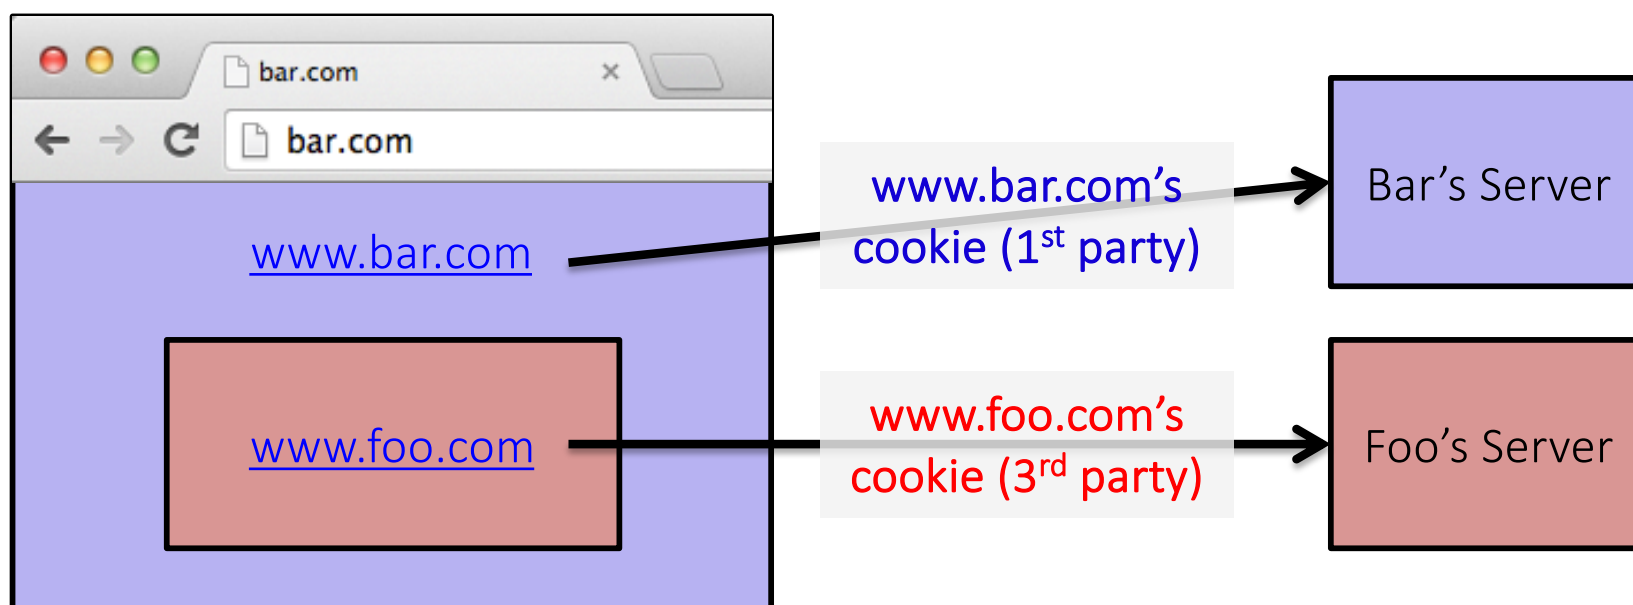 bar.com
bar.com
www.bar.com
www.bar.com’s
cookie (1st party)
Bar’s Server
www.foo.com
www.foo.com’s
cookie (3rd party)
Foo’s Server